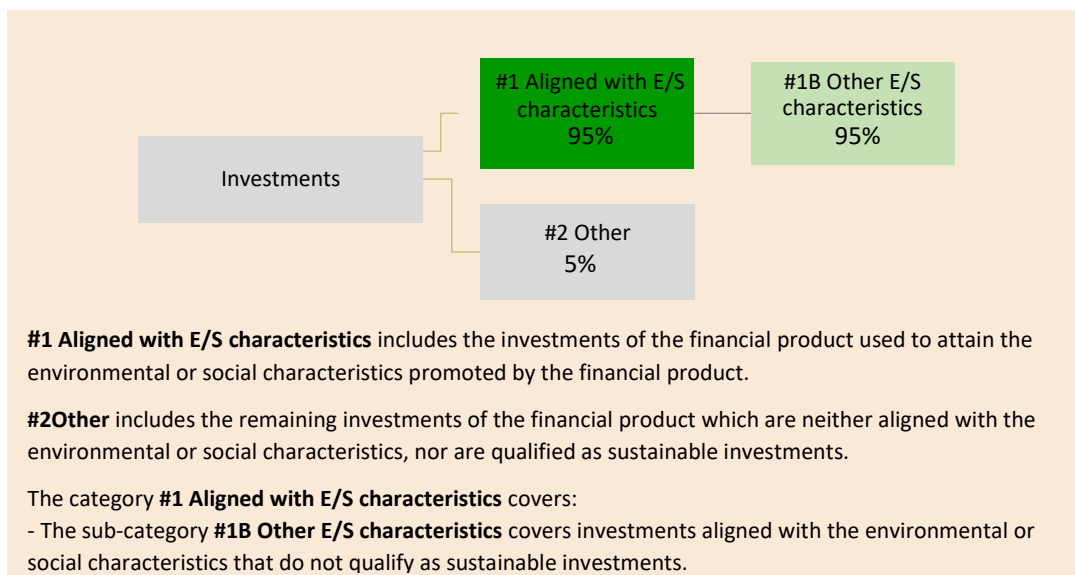 #1 Aligned with E/S
characteristics
95%
#1B Other E/S
characteristics
95%
Investments
#2 Other
5%
#1 Aligned with E/S characteristics includes the investments of the financial product used to attain the
environmental or social characteristics promoted by the financial product.
#2Other includes the remaining investments of the financial product which are neither aligned with the
environmental or social characteristics, nor are qualified as sustainable investments.
The category #1 Aligned with E/S characteristics covers:
- The sub-category #1B Other E/S characteristics covers investments aligned with the environmental or
social characteristics that do not qualify as sustainable investments.